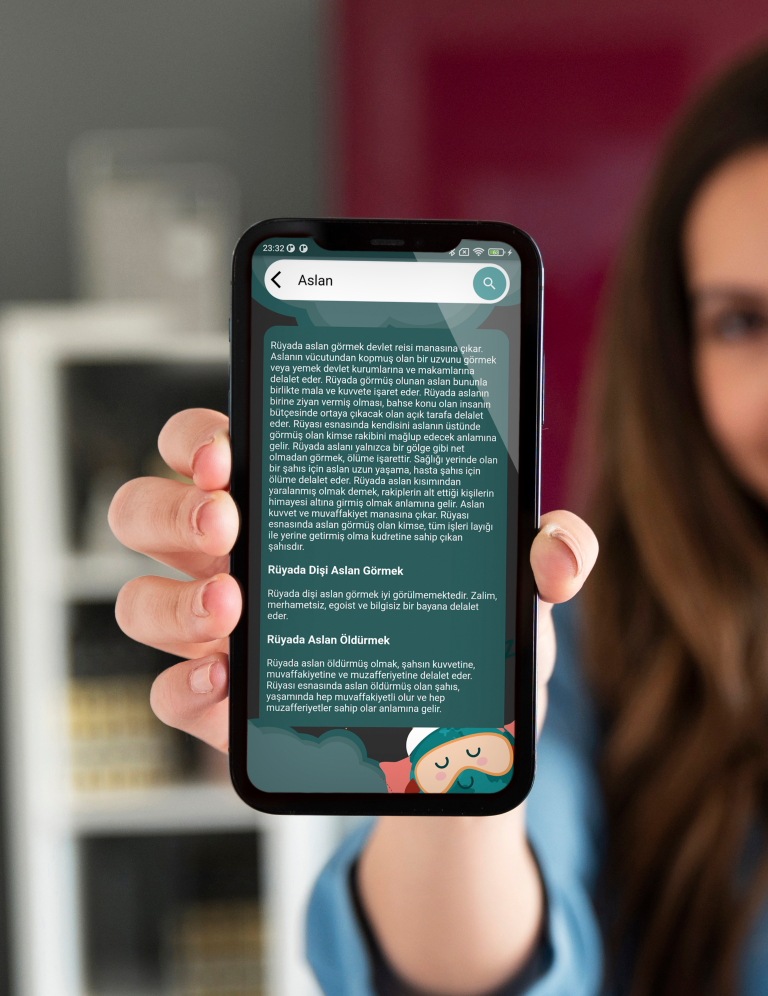 23:32
Aslan
Rüyada aslan görmek devlet reisi manasına çıkar.
Aslanın vücutundan kopmuş olan bir uzvunu görmek
veya yemek devlet kurumlarına ve makamlarına
delalet eder. Rüyada görmüş olunan aslan bununla
birlikte mala ve kuvvete işaret eder. Rüyada aslanın
birine ziyan vermiş olması, bahse konu olan insanın
bütçesinde ortaya çıkacak olan açık tarafa delalet
eder. Rüyası esnasında kendisini aslanın üstünde
görmüş olan kimse rakibini mağlup edecek anlamına
gelir. Rüyada aslanı yalnızca bir gölge gibi net
olmadan görmek, ölüme işarettir. Sağlığı yerinde olan
bir şahıs için aslan uzun yaşama, hasta şahıs için
ölüme delalet eder. Rüyada aslan kısımından
yaralanmış olmak demek, rakiplerin alt ettiği kişilerin
himayesi altına girmiş olmak anlamına gelir. Aslan
kuvvet ve muvaffakiyet manasına çıkar. Rüyası
esnasında aslan görmüş olan kimse, tüm işleri layığı
ile yerine getirmiş olma kudretine sahip çıkan
şahısdır.
Rüyada Dişi Aslan Görmek
Rüyada dişi aslan görmek iyi görülmemektedir. Zalim,
merhametsiz, egoist ve bilgisiz bir bayana delalet
eder.
Rüyada Aslan Öldürmek
Rüyada aslan öldürmüş olmak, şahsın kuvvetine,
muvaffakiyetine ve muzafferiyetine delalet eder.
Rüyası esnasında aslan öldürmüş olan şahıs,
yaşamında hep muvaffakiyetli olur ve hep
muzafferiyetler sahip olar anlamına gelir.